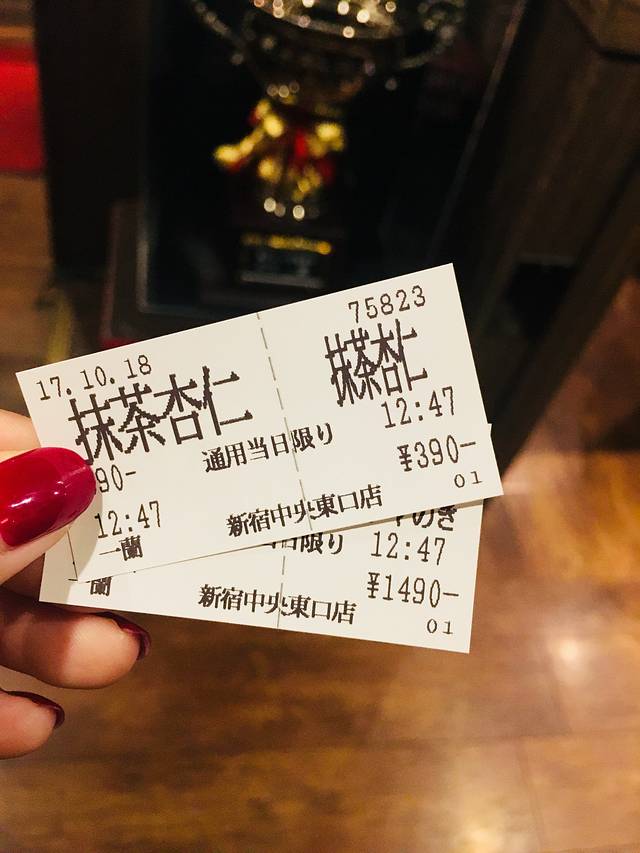 17.10.18
抹茶杏仁
90-
通用当日限り
12:47
一蘭
新宿中央東口店
75823
抹茶杏仁
12:47
¥390-
01
日限り
12:47
蘭
新宿中央東口店
¥1490-
01